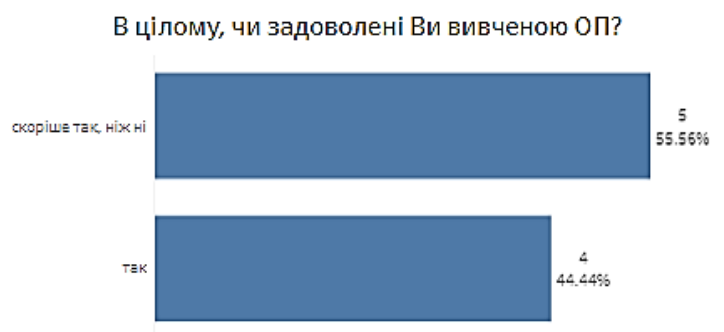 В цілому, чи задоволені Ви вивченою ОП?
скоріше так, ніж ні
5
55.56%
так
4
44.44%